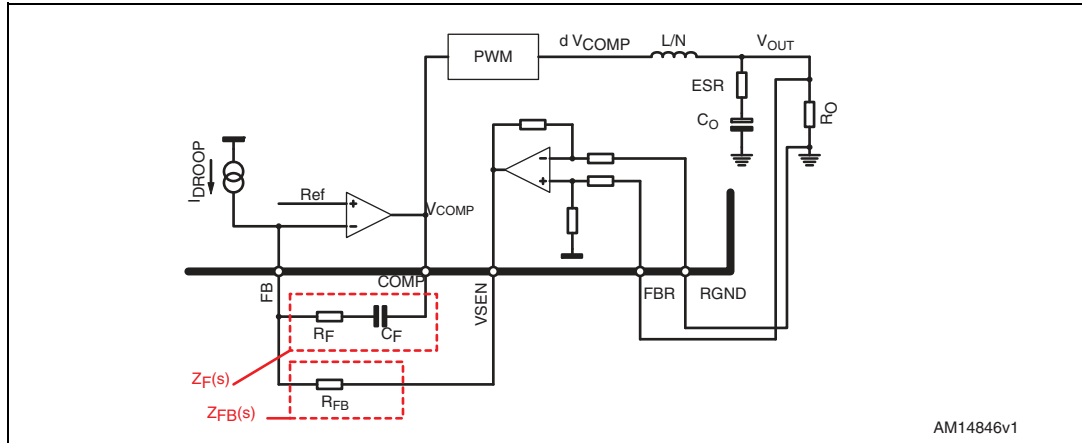 d VCOMP
L/N
VOUT
PWM
ESR
CO
RO
IDROOP
Ref
VCOMP
FB
COMP
VSEN
FBR
RGND
RF
CF
ZF(s)
RFB
ZFB(s)
AM14846v1